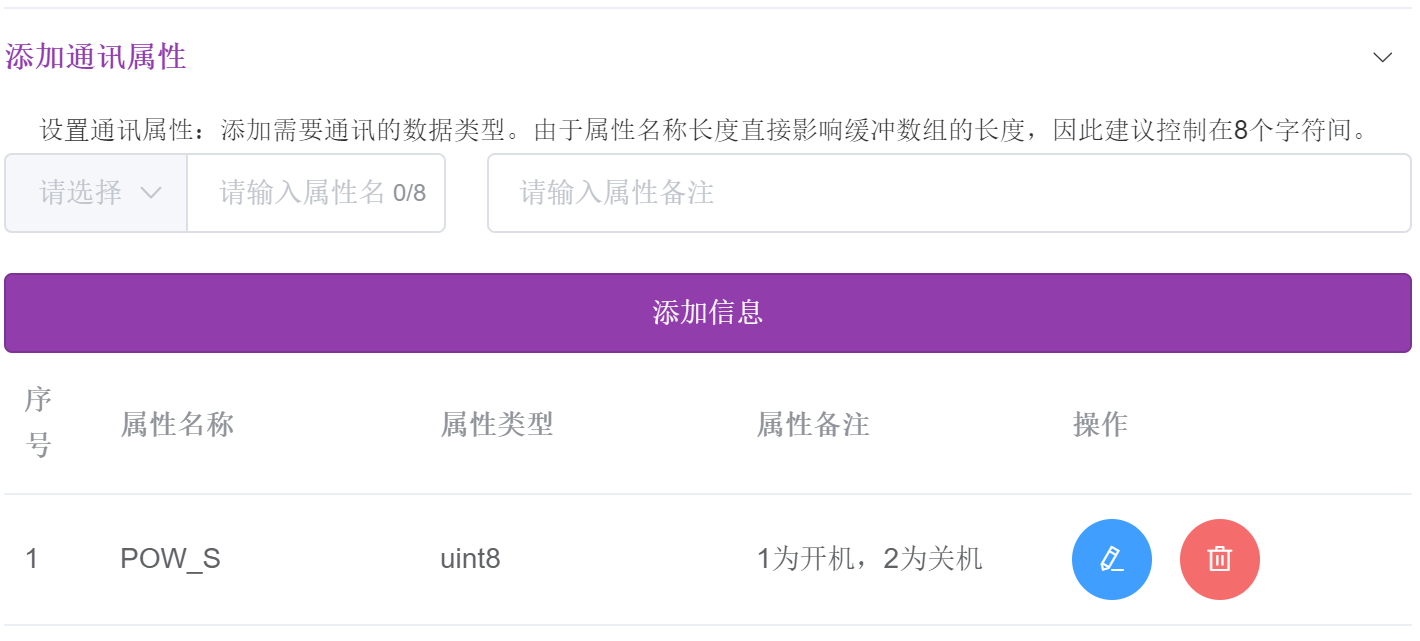 添加通讯属性
设置通讯属性：添加需要通讯的数据类型。由于属性名称长度直接影响缓冲数组的长度，因此建议控制在8个字符间。
请选择 请输入属性名 0/8 请输入属性备注
添加信息
序号 属性名称 属性类型 属性备注 操作
1 POW_S uint8 1为开机，2为关机